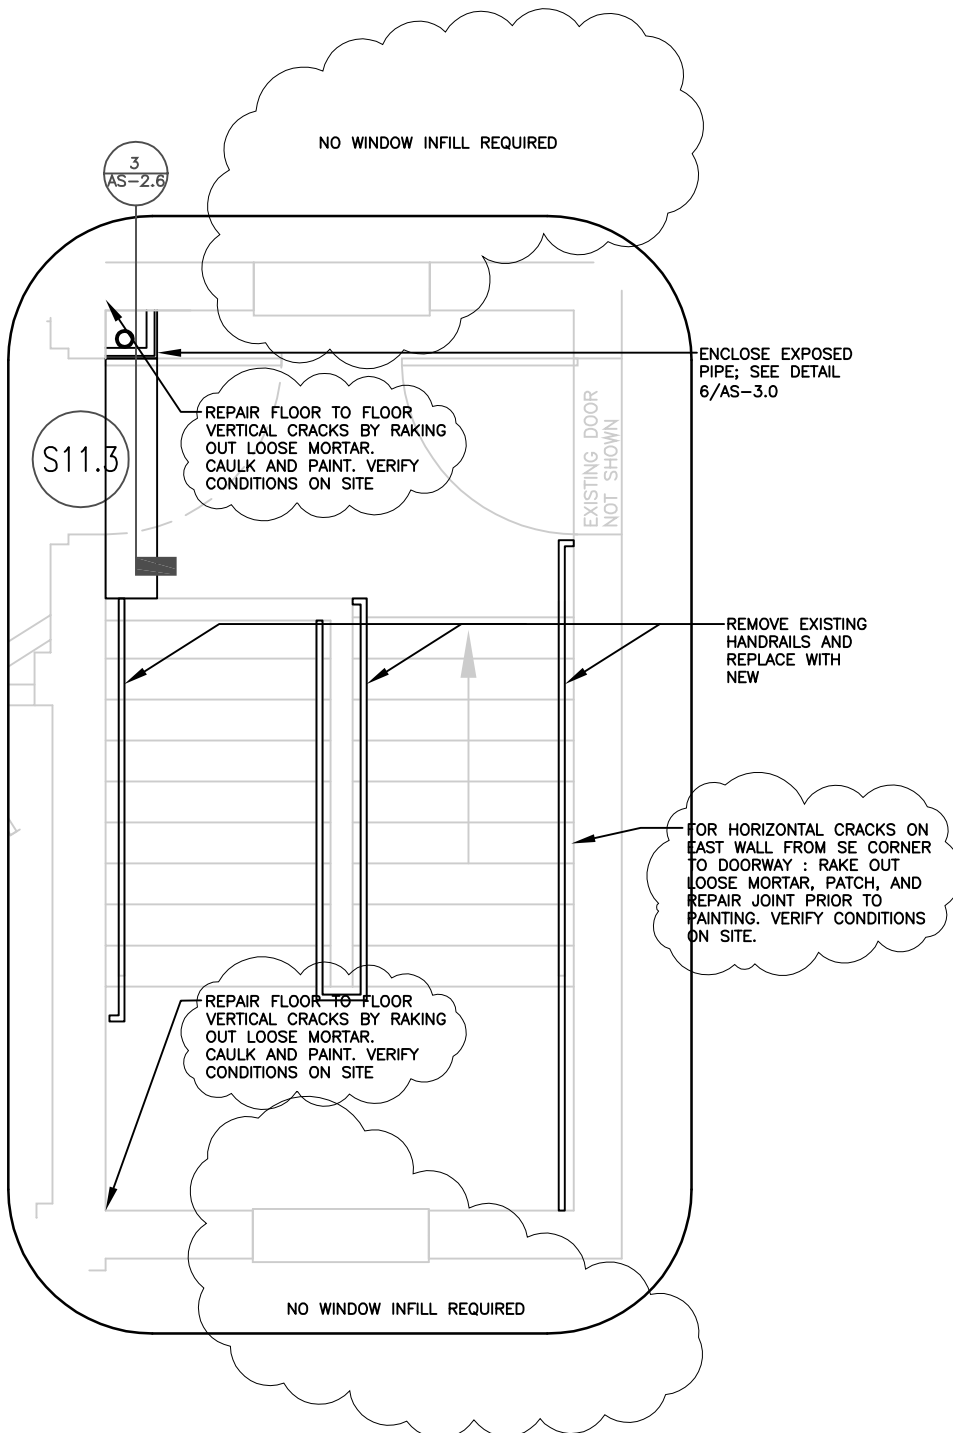 NO WINDOW INFILL REQUIRED
3
AS-2.6
ENCLOSE EXPOSED
PIPE; SEE DETAIL
6/AS-3.0
REPAIR FLOOR TO FLOOR
VERTICAL CRACKS BY RAKING
OUT LOOSE MORTAR.
CAULK AND PAINT. VERIFY
CONDITIONS ON SITE
S11.3
EXISTING DOOR
NOT SHOWN
REMOVE EXISTING
HANDRAILS AND
REPLACE WITH
NEW
FOR HORIZONTAL CRACKS ON
EAST WALL FROM SE CORNER
TO DOORWAY : RAKE OUT
LOOSE MORTAR, PATCH, AND
REPAIR JOINT PRIOR TO
PAINTING. VERIFY CONDITIONS
ON SITE.
REPAIR FLOOR TO FLOOR
VERTICAL CRACKS BY RAKING
OUT LOOSE MORTAR.
CAULK AND PAINT. VERIFY
CONDITIONS ON SITE
NO WINDOW INFILL REQUIRED